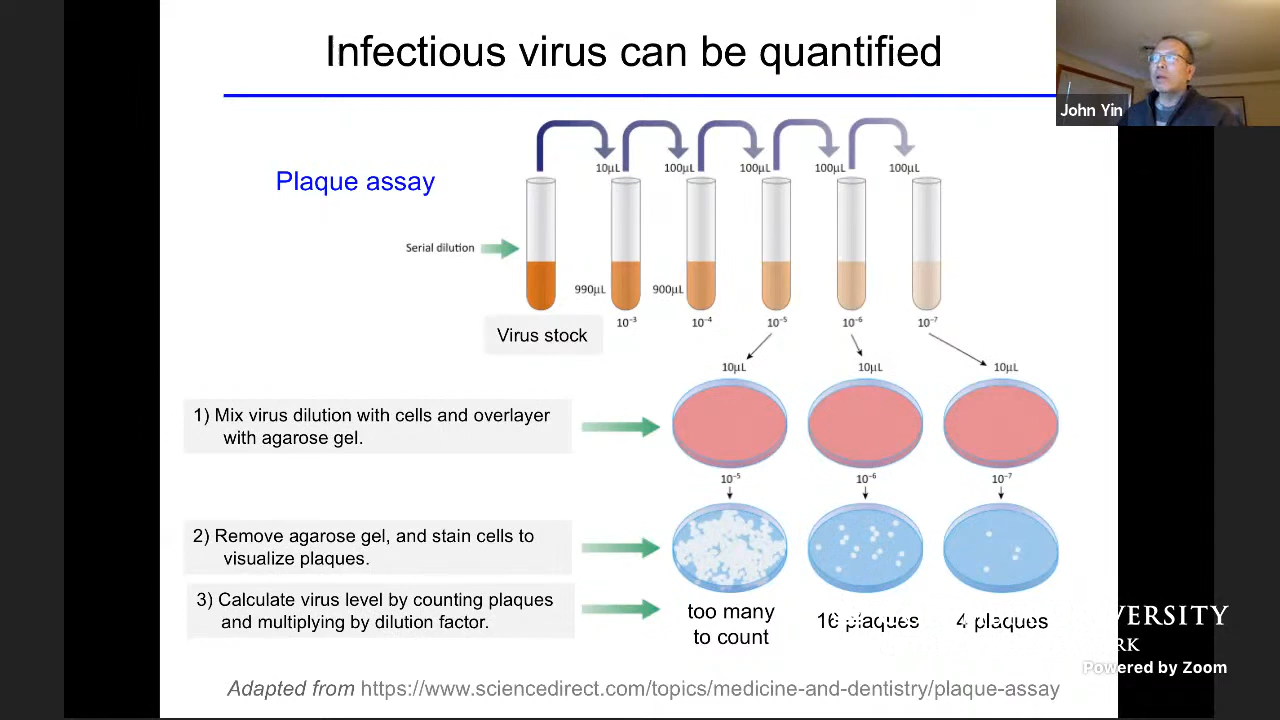 Infectious virus can be quantified
John Yin
Plaque assay
10µL 100µL 100µL 100µL 100µL
Serial dilution
990µL 900µL
Virus stock
10⁻³ 10⁻⁴ 10⁻⁵ 10⁻⁶ 10⁻⁷
10µL 10µL 10µL
1) Mix virus dilution with cells and overlayer
with agarose gel.
10⁻⁵ 10⁻⁶ 10⁻⁷
2) Remove agarose gel, and stain cells to
visualize plaques.
3) Calculate virus level by counting plaques
and multiplying by dilution factor.
too many
to count
16 plaques
4 plaques
VERSITY
RK
Powered by Zoom
Adapted from https://www.sciencedirect.com/topics/medicine-and-dentistry/plaque-assay